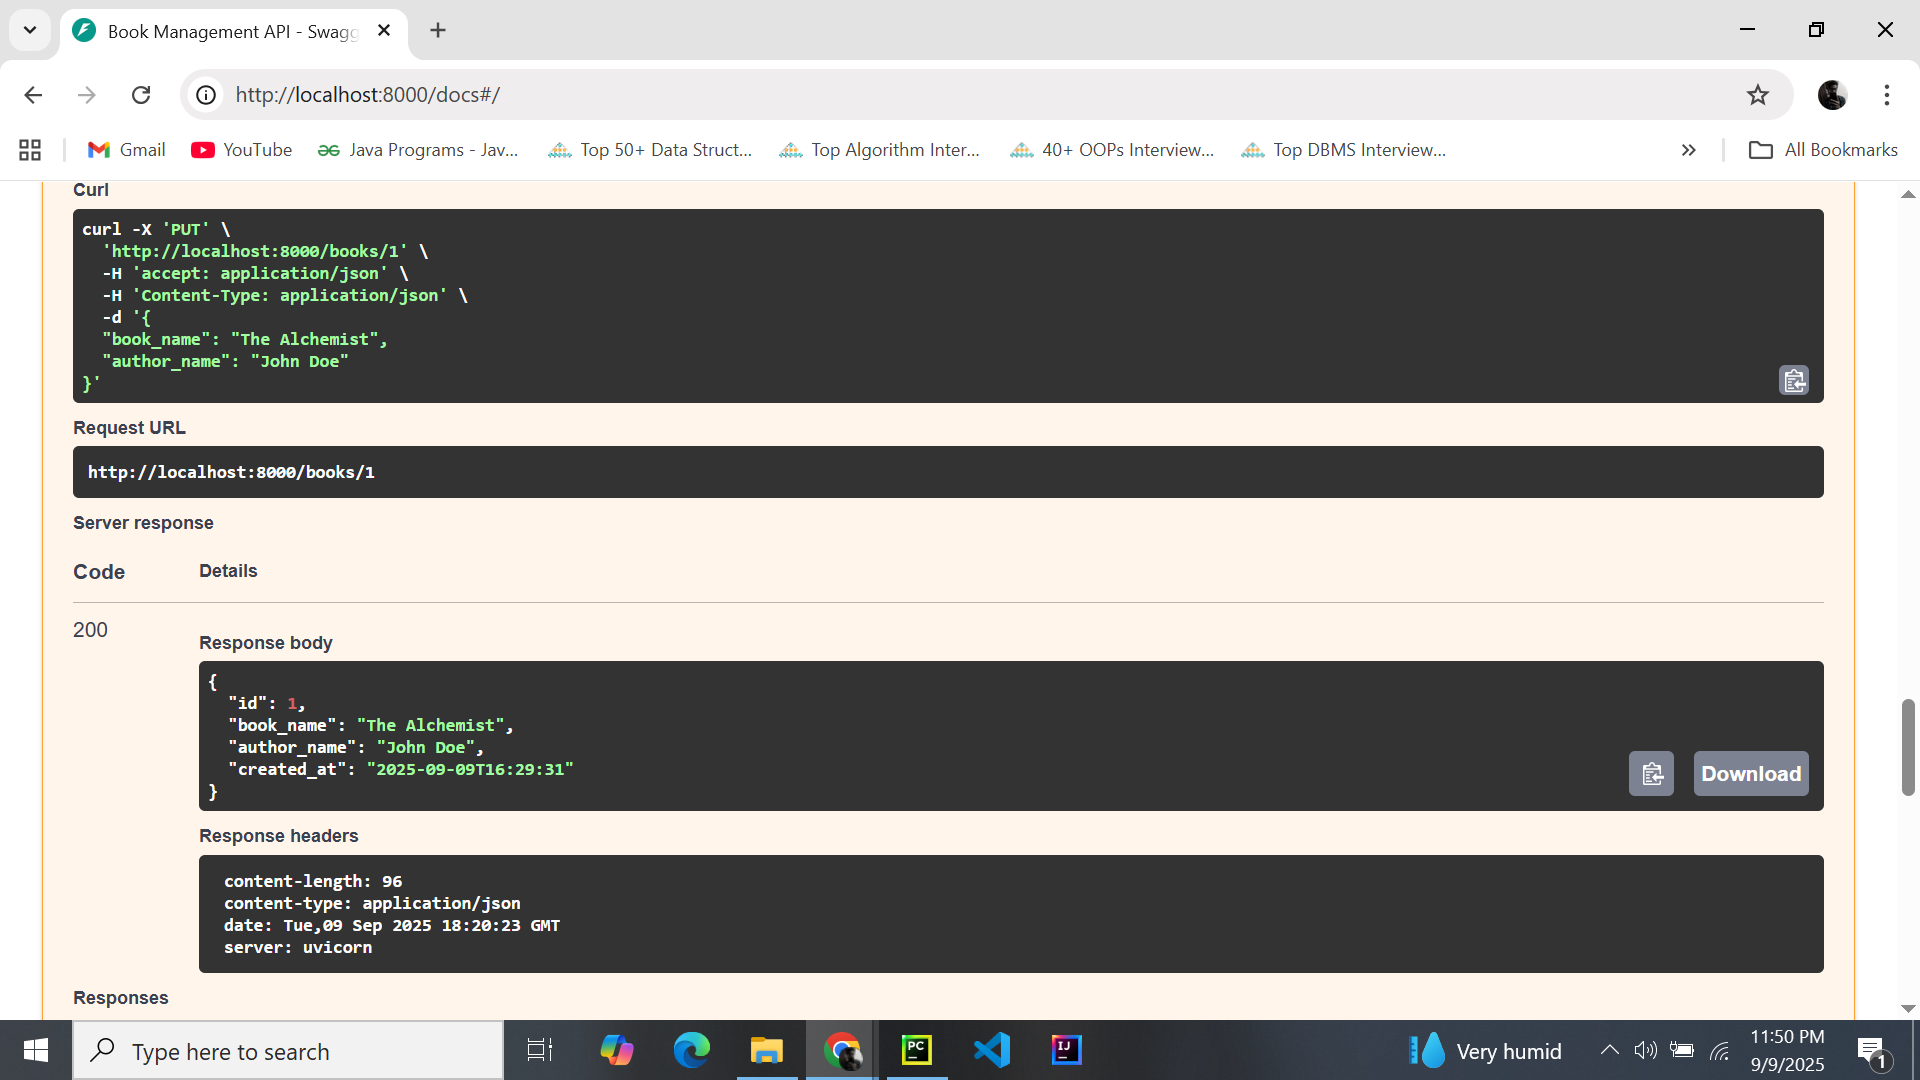 Book Management API - Swagg
http://localhost:8000/docs#/
Gmail
YouTube
Java Programs - Jav...
Top 50+ Data Struct...
Top Algorithm Inter...
40+ OOPs Interview...
Top DBMS Interview...
All Bookmarks
Curl
curl -X 'PUT' \
'http://localhost:8000/books/1' \
-H 'accept: application/json' \
-H 'Content-Type: application/json' \
-d '{
"book_name": "The Alchemist",
"author_name": "John Doe"
}'
Request URL
http://localhost:8000/books/1
Server response
Code Details
200
Response body
{
"id": 1,
"book_name": "The Alchemist",
"author_name": "John Doe",
"created_at": "2025-09-09T16:29:31"
}
Download
Response headers
content-length: 96
content-type: application/json
date: Tue,09 Sep 2025 18:20:23 GMT
server: uvicorn
Responses
Type here to search
PC
IJ
Very humid
11:50 PM
9/9/2025
1